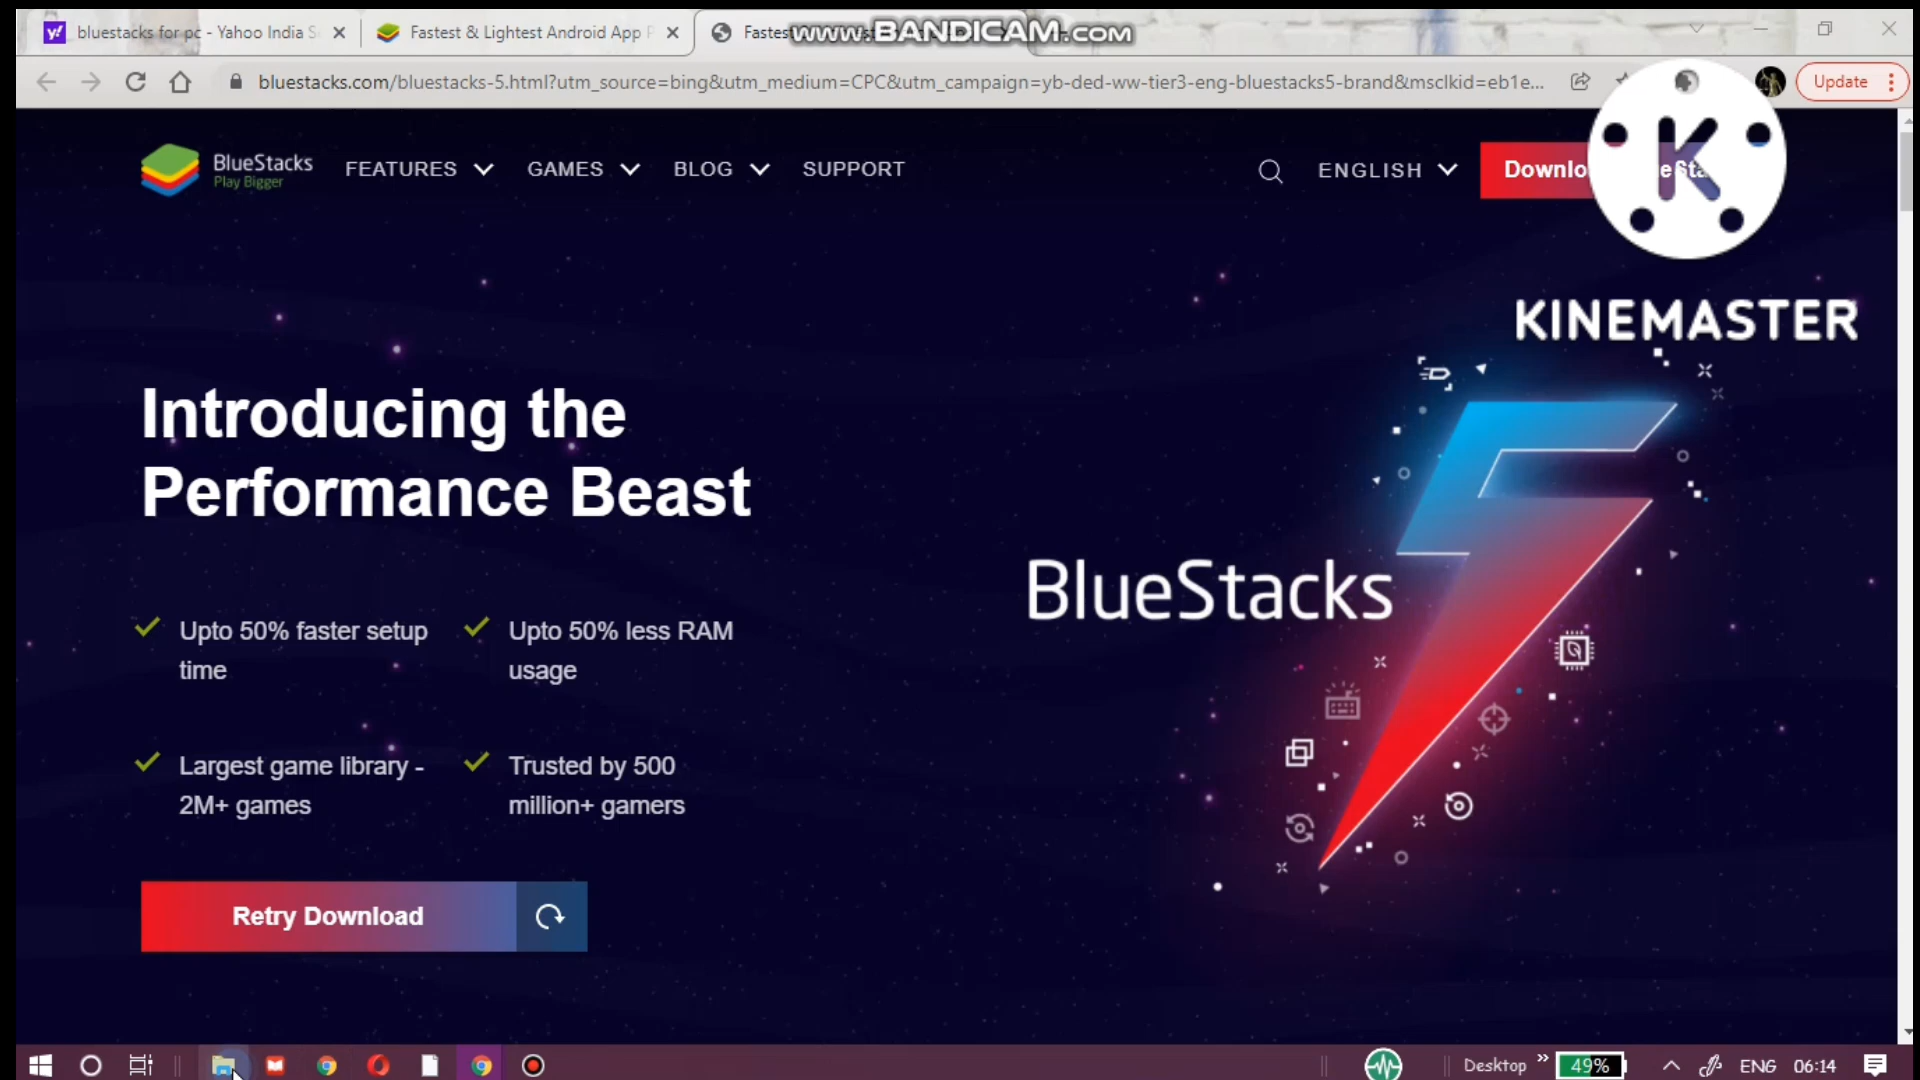 bluestacks for pc - Yahoo India S
Fastest & Lightest Android App P
Fastes
www.BANDICAM.com
bluestacks.com/bluestacks-5.html?utm_source=bing&utm_medium=CPC&utm_campaign=yb-ded-ww-tier3-eng-bluestacks5-brand&msclkid=eb1e...
Update
BlueStacks
Play Bigger
FEATURES
GAMES
BLOG
SUPPORT
ENGLISH
Downlo
eSta
K
KINEMASTER
Introducing the
Performance Beast
BlueStacks
Upto 50% faster setup
time
Upto 50% less RAM
usage
Largest game library -
2M+ games
Trusted by 500
million+ gamers
Retry Download
Desktop
49%
ENG
06:14